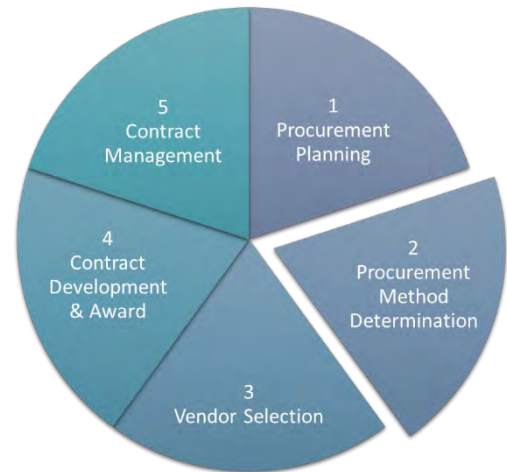 1
Procurement
Planning
2
Procurement
Method
Determination
3
Vendor Selection
4
Contract
Development
& Award
5
Contract
Management